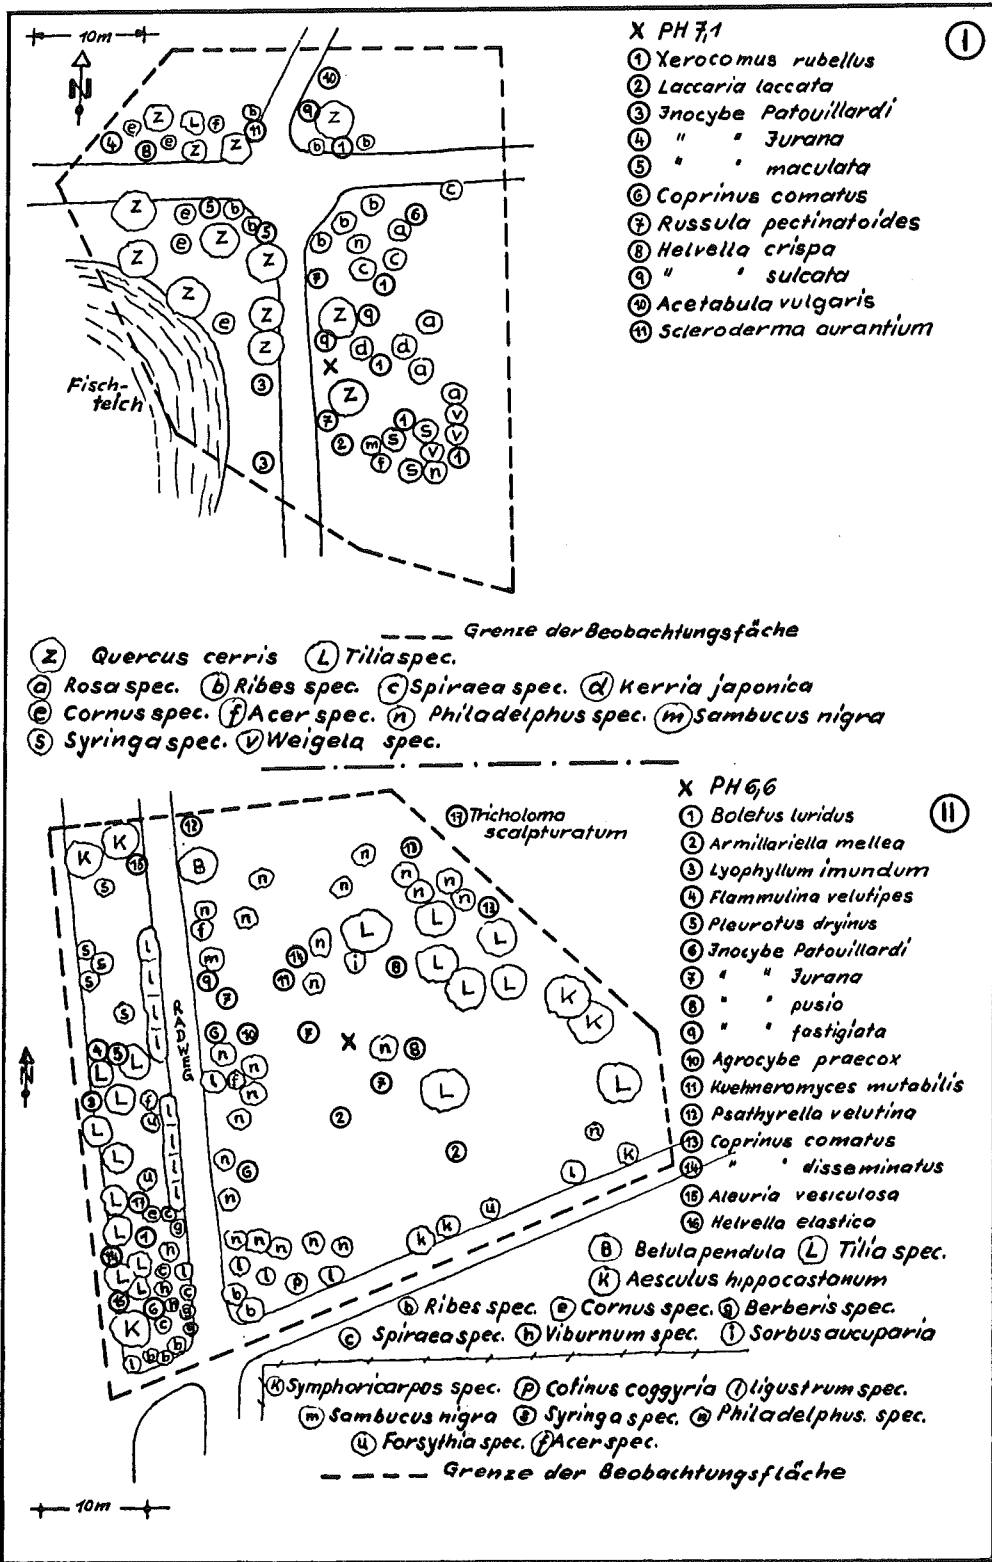 10m
N
Fisch-
teich
X PH 7,1
I
① Xerocomus rubellus
② Laccaria laccata
③ Jnocybe Patouillardi
④ " " Jurana
⑤ " " maculata
⑥ Coprinus comatus
⑦ Russula pectinatoides
⑧ Helvella crispa
⑨ " " sulcata
⑩ Acetabula vulgaris
⑪ Scleroderma aurantium
Grenze der Beobachtungsfäche
Z Quercus cerris L Tilia spec.
a Rosa spec. b Ribes spec. c Spiraea spec. d Kerria japonica
e Cornus spec. f Acer spec. n Philadelphus spec. m Sambucus nigra
s Syringa spec. v Weigela spec.
X PH 6,6
II
⑰ Tricholoma
scalpturatum
① Boletus luridus
② Armillariella mellea
③ Lyophyllum imundum
④ Flammulina velutipes
⑤ Pleurotus dryinus
⑥ Jnocybe Patouillardi
⑦ " " Jurana
⑧ " " pusio
⑨ " " fastigiata
⑩ Agrocybe praecox
⑪ Kuehneromyces mutabilis
⑫ Psathyrella velutina
⑬ Coprinus comatus
⑭ " " disseminatus
⑮ Aleuria vesiculosa
⑯ Helvella elastica
RADWEG
N
B Betula pendula L Tilia spec.
K Aesculus hippocastanum
b Ribes spec. e Cornus spec. g Berberis spec.
c Spiraea spec. h Viburnum spec. i Sorbus aucuparia
k Symphoricarpos spec. p Cotinus coggyria l ligustrum spec.
m Sambucus nigra s Syringa spec. n Philadelphus. spec.
u Forsythia spec. f Acer spec.
Grenze der Beobachtungsfläche
10m